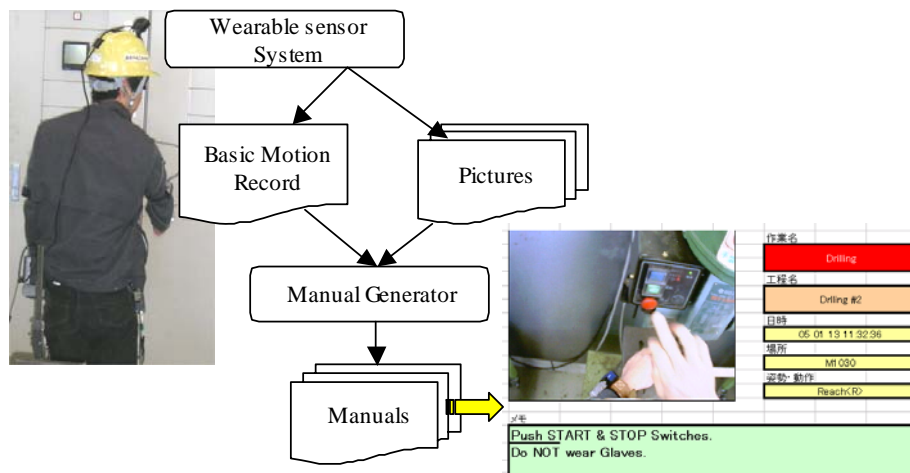 Wearable sensor
System
Basic Motion
Record
Pictures
Manual Generator
Manuals
作業名
Drilling
工程名
Drilling #2
日時
05 01 13 11:32:36
場所
M1030
姿勢・動作
Reach(R)
メモ
Push START & STOP Switches.
Do NOT wear Glaves.